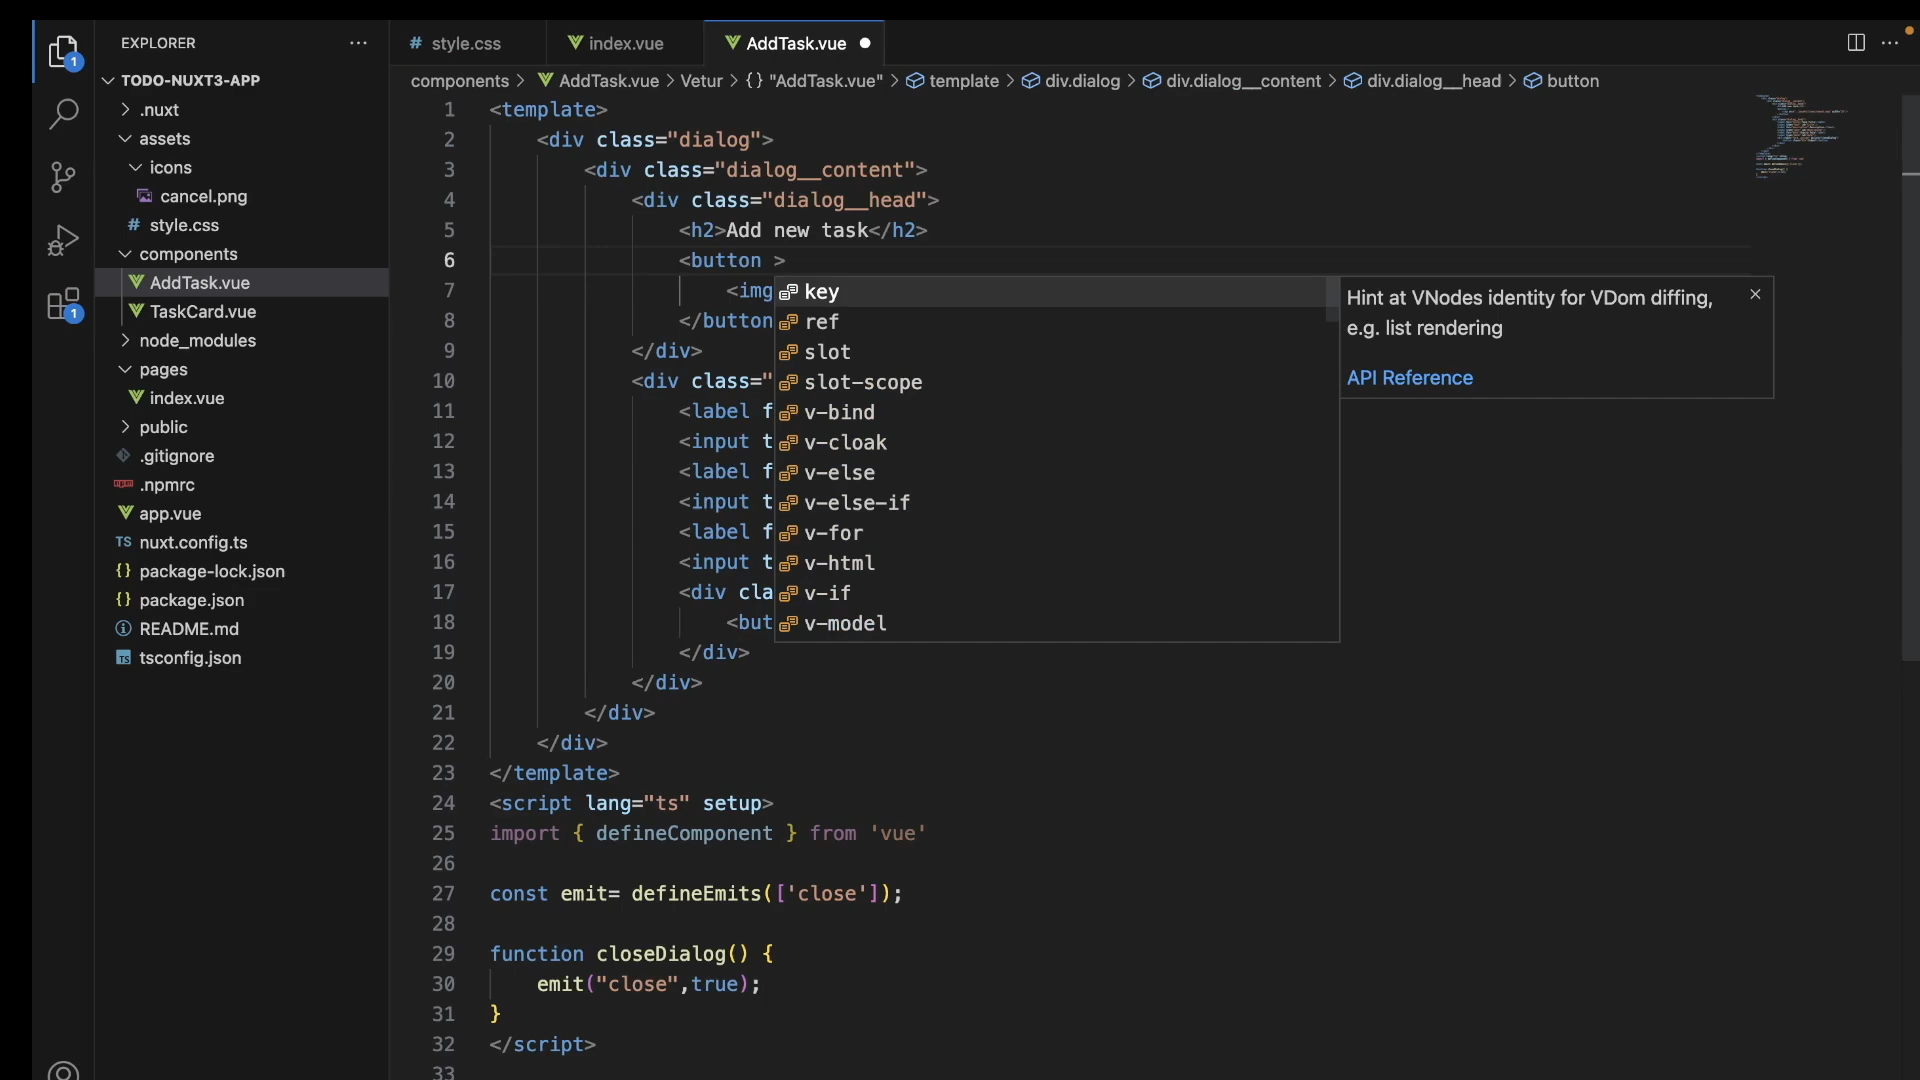 EXPLORER
TODO-NUXT3-APP
.nuxt
assets
icons
cancel.png
# style.css
components
AddTask.vue
TaskCard.vue
node_modules
pages
index.vue
public
.gitignore
.npmrc
app.vue
TS nuxt.config.ts
{} package-lock.json
{} package.json
README.md
TS tsconfig.json
1
1
# style.css
index.vue
AddTask.vue
components > AddTask.vue > Vetur > {} "AddTask.vue" > template > div.dialog > div.dialog__content > div.dialog__head > button
1 <template>
2 <div class="dialog">
3 <div class="dialog__content">
4 <div class="dialog__head">
5 <h2>Add new task</h2>
6 <button >
7 <img
8 </button
9 </div>
10 <div class="
11 <label f
12 <input t
13 <label f
14 <input t
15 <label f
16 <input t
17 <div cla
18 <but
19 </div>
20 </div>
21 </div>
22 </div>
23 </template>
24 <script lang="ts" setup>
25 import { defineComponent } from 'vue'
26
27 const emit= defineEmits(['close']);
28
29 function closeDialog() {
30 emit("close",true);
31 }
32 </script>
33
key
ref
slot
slot-scope
v-bind
v-cloak
v-else
v-else-if
v-for
v-html
v-if
v-model
Hint at VNodes identity for VDom diffing,
e.g. list rendering
API Reference